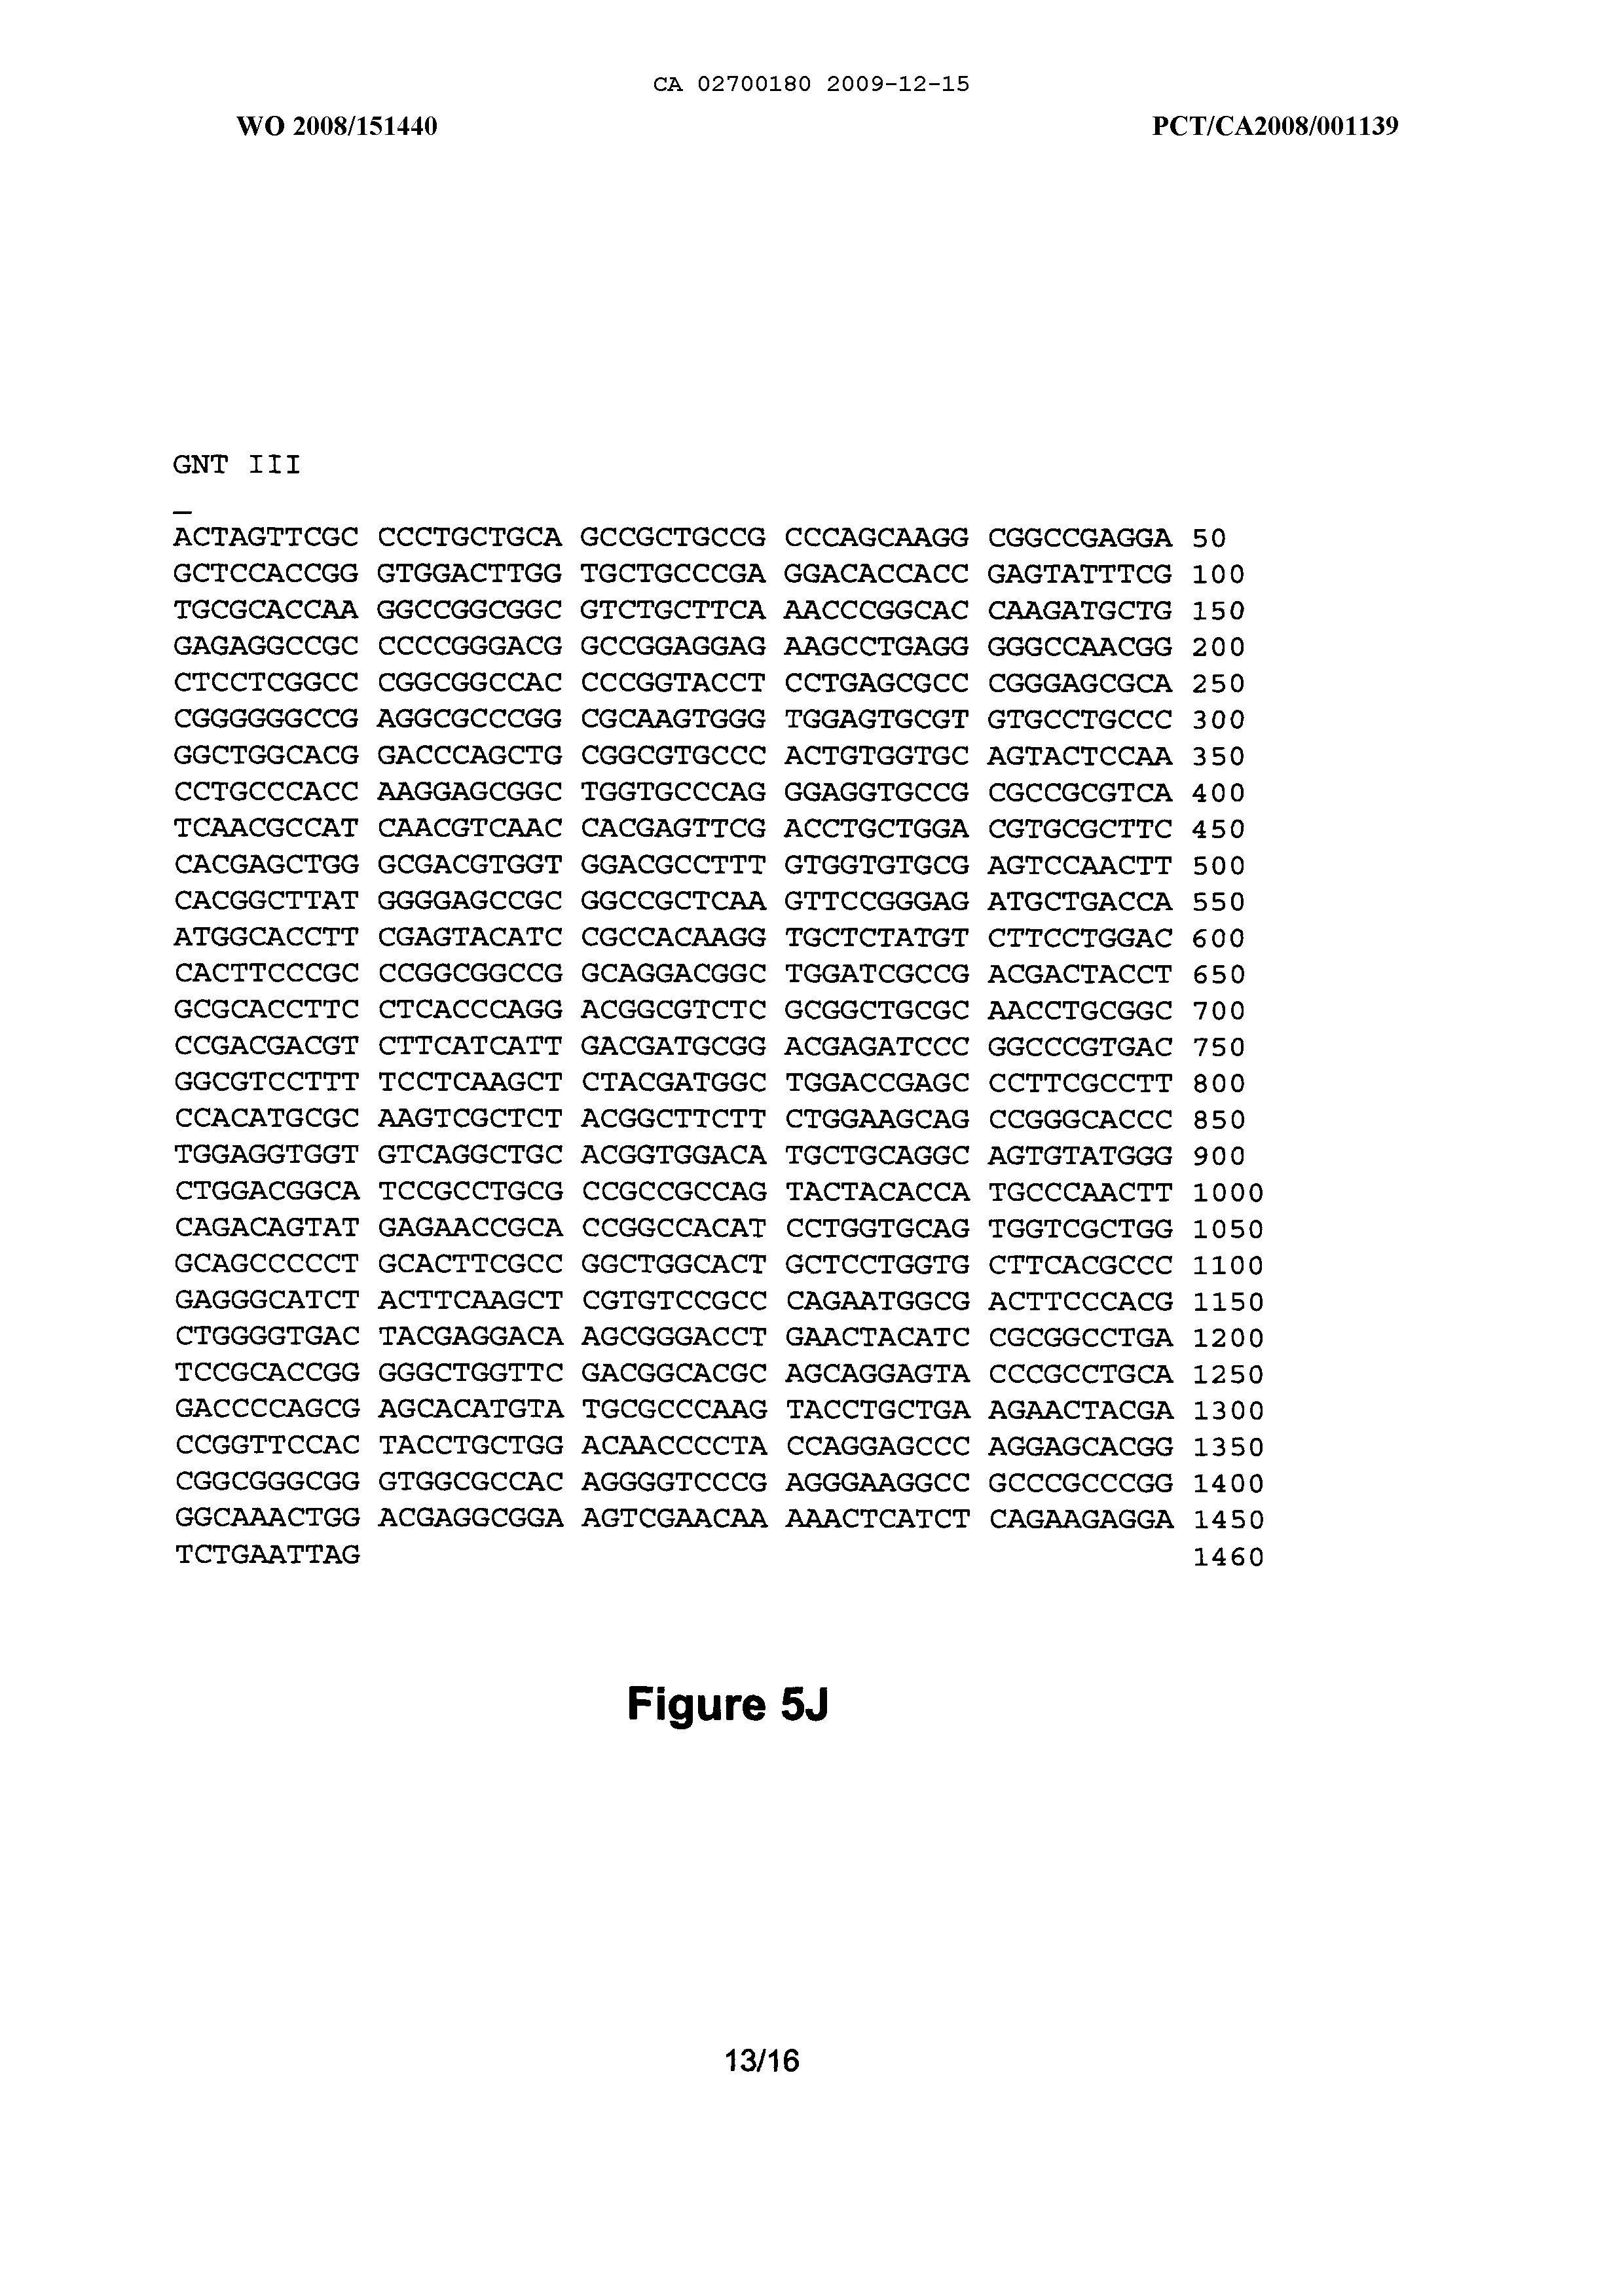 CA 02700180 2009-12-15
WO 2008/151440 PCT/CA2008/001139
GNT III
ACTAGTTCGC CCCTGCTGCA GCCGCTGCCG CCCAGCAAGG CGGCCGAGGA 50
GCTCCACCGG GTGGACTTGG TGCTGCCCGA GGACACCACC GAGTATTTCG 100
TGCGCACCAA GGCCGGCGGC GTCTGCTTCA AACCCGGCAC CAAGATGCTG 150
GAGAGGCCGC CCCCGGGACG GCCGGAGGAG AAGCCTGAGG GGGCCAACGG 200
CTCCTCGGCC CGGCGGCCAC CCCGGTACCT CCTGAGCGCC CGGGAGCGCA 250
CGGGGGGCCG AGGCGCCCGG CGCAAGTGGG TGGAGTGCGT GTGCCTGCCC 300
GGCTGGCACG GACCCAGCTG CGGCGTGCCC ACTGTGGTGC AGTACTCCAA 350
CCTGCCCACC AAGGAGCGGC TGGTGCCCAG GGAGGTGCCG CGCCGCGTCA 400
TCAACGCCAT CAACGTCAAC CACGAGTTCG ACCTGCTGGA CGTGCGCTTC 450
CACGAGCTGG GCGACGTGGT GGACGCCTTT GTGGTGTGCG AGTCCAACTT 500
CACGGCTTAT GGGGAGCCGC GGCCGCTCAA GTTCCGGGAG ATGCTGACCA 550
ATGGCACCTT CGAGTACATC CGCCACAAGG TGCTCTATGT CTTCCTGGAC 600
CACTTCCCGC CCGGCGGCCG GCAGGACGGC TGGATCGCCG ACGACTACCT 650
GCGCACCTTC CTCACCCAGG ACGGCGTCTC GCGGCTGCGC AACCTGCGGC 700
CCGACGACGT CTTCATCATT GACGATGCGG ACGAGATCCC GGCCCGTGAC 750
GGCGTCCTTT TCCTCAAGCT CTACGATGGC TGGACCGAGC CCTTCGCCTT 800
CCACATGCGC AAGTCGCTCT ACGGCTTCTT CTGGAAGCAG CCGGGCACCC 850
TGGAGGTGGT GTCAGGCTGC ACGGTGGACA TGCTGCAGGC AGTGTATGGG 900
CTGGACGGCA TCCGCCTGCG CCGCCGCCAG TACTACACCA TGCCCAACTT 1000
CAGACAGTAT GAGAACCGCA CCGGCCACAT CCTGGTGCAG TGGTCGCTGG 1050
GCAGCCCCCT GCACTTCGCC GGCTGGCACT GCTCCTGGTG CTTCACGCCC 1100
GAGGGCATCT ACTTCAAGCT CGTGTCCGCC CAGAATGGCG ACTTCCCACG 1150
CTGGGGTGAC TACGAGGACA AGCGGGACCT GAACTACATC CGCGGCCTGA 1200
TCCGCACCGG GGGCTGGTTC GACGGCACGC AGCAGGAGTA CCCGCCTGCA 1250
GACCCCAGCG AGCACATGTA TGCGCCCAAG TACCTGCTGA AGAACTACGA 1300
CCGGTTCCAC TACCTGCTGG ACAACCCCTA CCAGGAGCCC AGGAGCACGG 1350
CGGCGGGCGG GTGGCGCCAC AGGGGTCCCG AGGGAAGGCC GCCCGCCCGG 1400
GGCAAACTGG ACGAGGCGGA AGTCGAACAA AAACTCATCT CAGAAGAGGA 1450
TCTGAATTAG 1460
Figure 5J
13/16